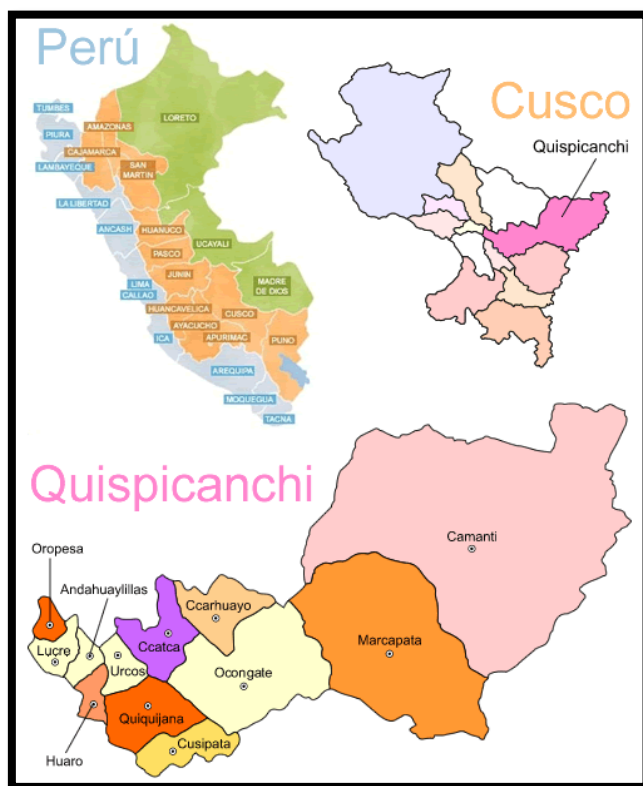 Perú
TUMBES
PIURA
LAMBAYEQUE
AMAZONAS
CAJAMARCA
LORETO
SAN
MARTIN
LA LIBERTAD
ANCASH
HUANUCO
PASCO
UCAYALI
JUNIN
LIMA
CALLAO
MADRE
DE DIOS
HUANCAVELICA
CUSCO
AYACUCHO
APURIMAC
ICA
PUNO
AREQUIPA
MOQUEGUA
TACNA
Cusco
Quispicanchi
Quispicanchi
Oropesa
Andahuaylillas
Ccarhuayo
Camanti
Lucre
Urcos
Ccatca
Marcapata
Ocongate
Quiquijana
Huaro
Cusipata